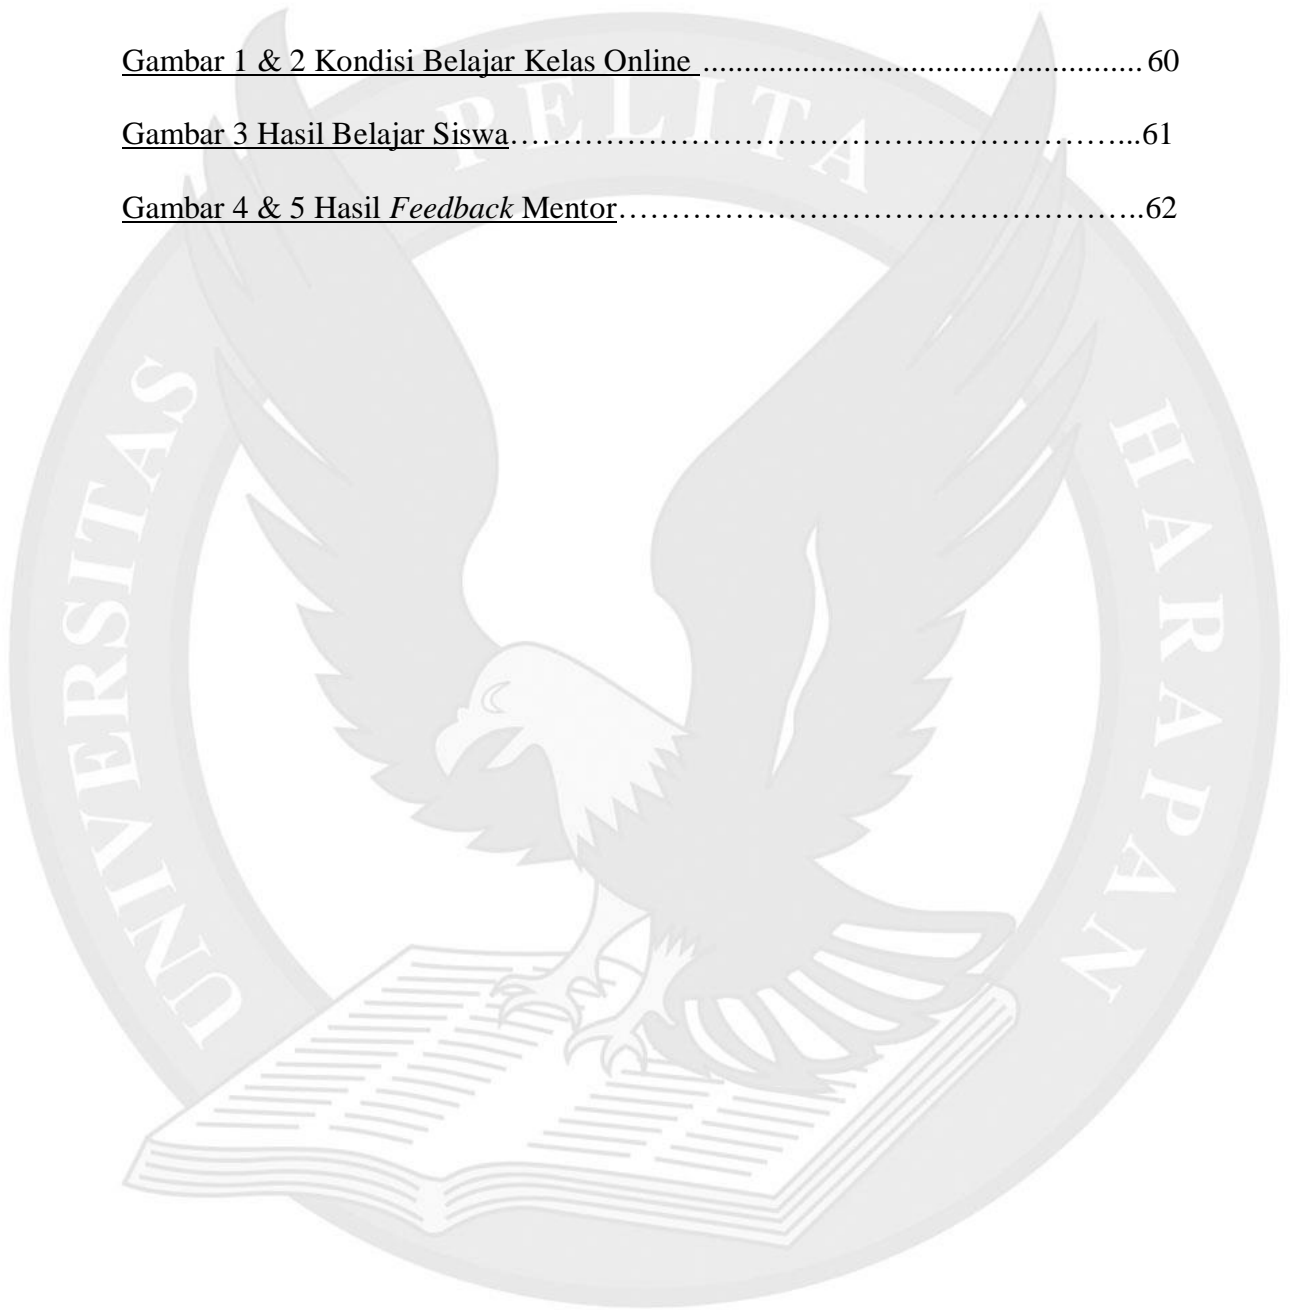 Gambar 1 & 2 Kondisi Belajar Kelas Online ..................................................... 60
Gambar 3 Hasil Belajar Siswa…………………………………………………………...61
Gambar 4 & 5 Hasil Feedback Mentor…………………………………………………..62
UNIVERSITAS PELITA HARAPAN